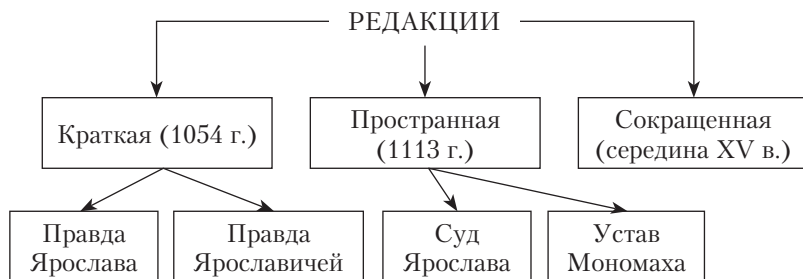 РЕДАКЦИИ
Краткая (1054 г.)
Пространная
(1113 г.)
Сокращенная
(середина XV в.)
Правда
Ярослава
Правда
Ярославичей
Суд
Ярослава
Устав
Мономаха